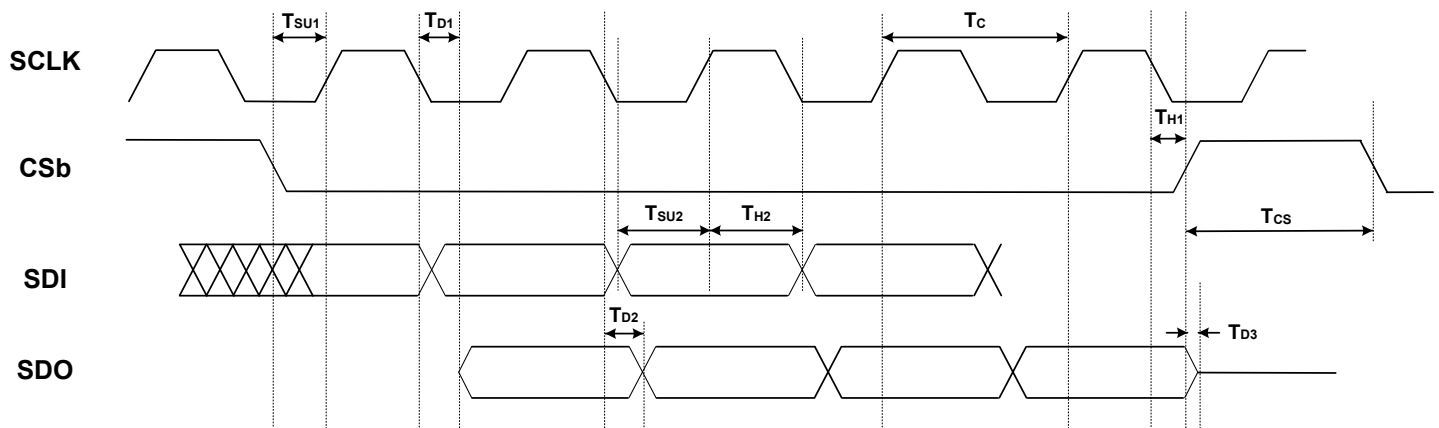 TSU1
TD1
TC
SCLK
TH1
CSb
TSU2
TH2
TCS
SDI
TD2
TD3
SDO